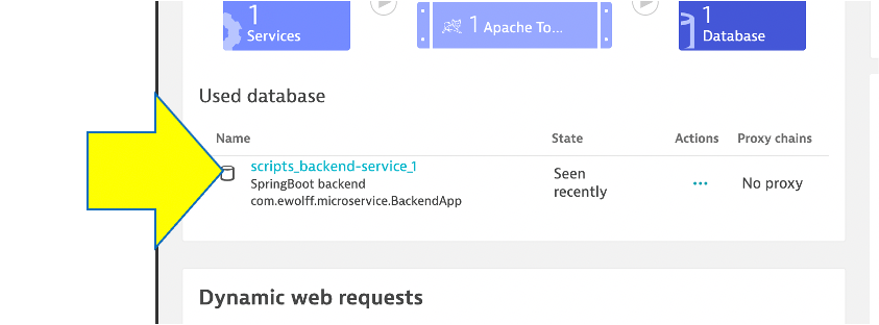 1
Services
1 Apache To...
1
Database
Used database
Name State Actions Proxy chains
scripts_backend-service_1
SpringBoot backend
com.ewolff.microservice.BackendApp
Seen
recently
...
No proxy
Dynamic web requests